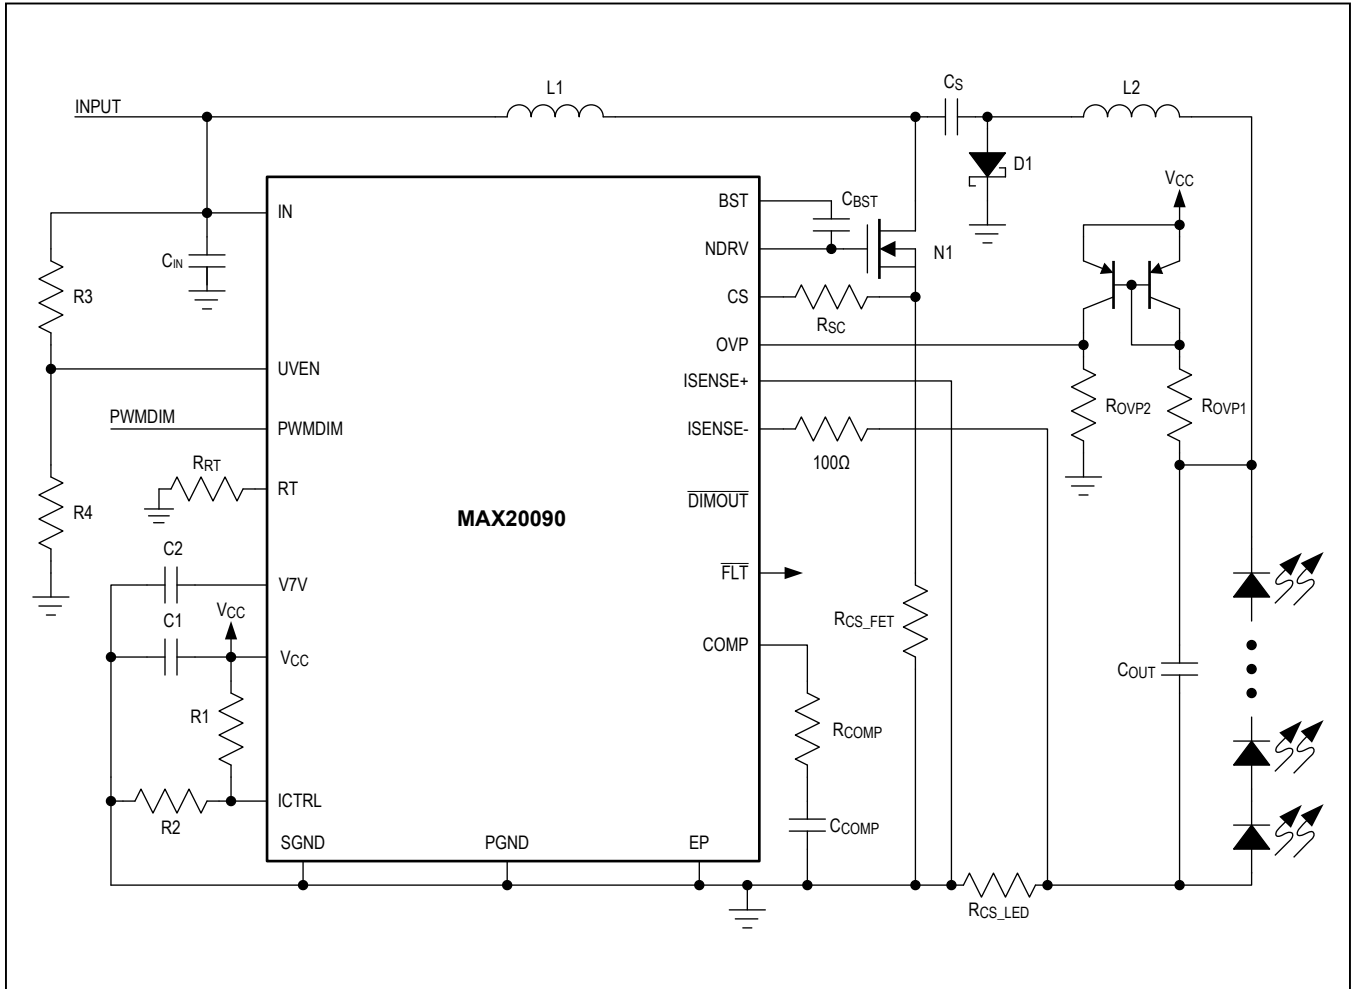 L1
CS
L2
INPUT
D1
VCC
IN
BST
CBST
CIN
NDRV
N1
R3
CS
RSC
OVP
UVEN
ISENSE+
ROVP2
ROVP1
PWMDIM
PWMDIM
ISENSE-
100Ω
RRT
RT
DIMOUT
R4
MAX20090
C2
V7V
FLT
VCC
C1
RCS_FET
VCC
COMP
COUT
R1
RCOMP
ICTRL
R2
CCOMP
SGND
PGND
EP
RCS_LED